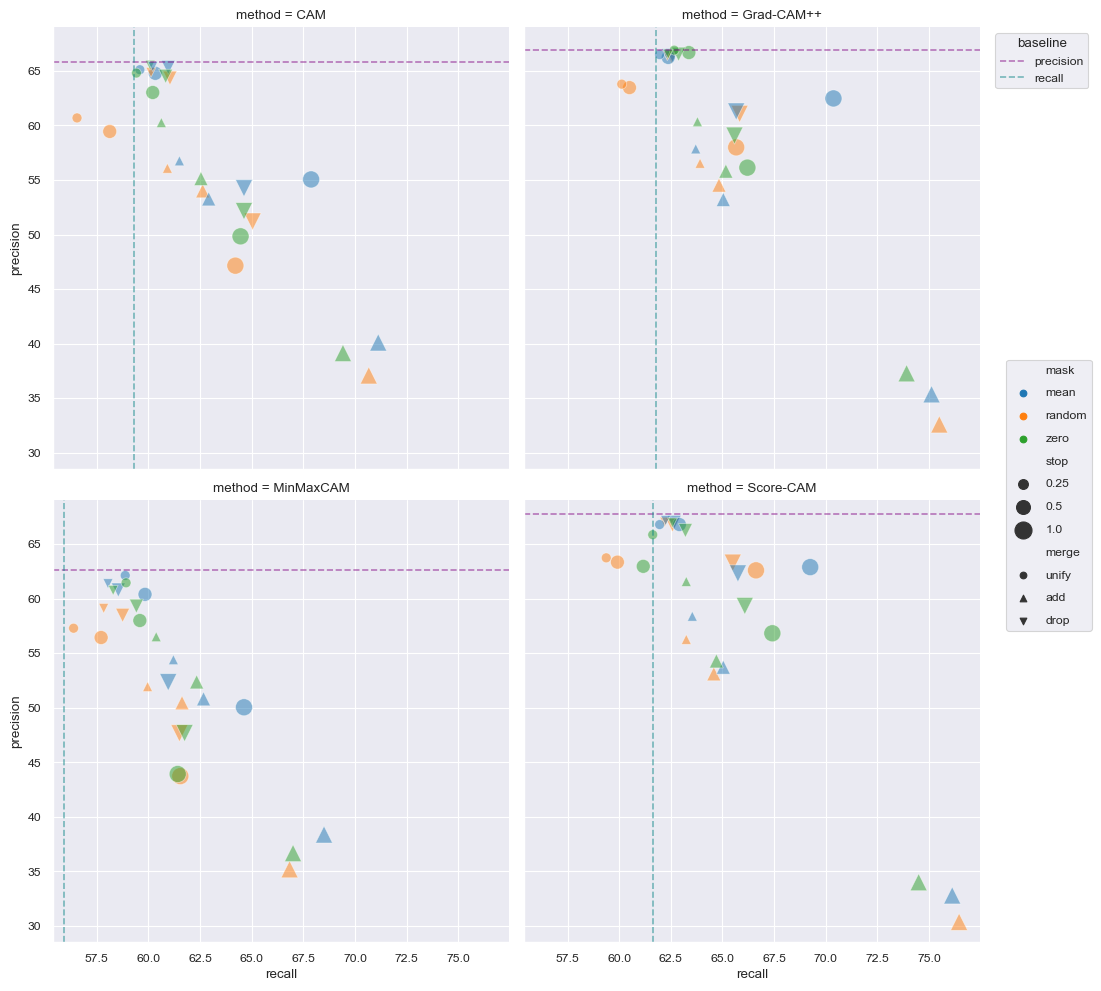 method = CAM
method = Grad-CAM++
baseline
precision
recall
precision
65
60
55
50
45
40
35
30
method = MinMaxCAM
method = Score-CAM
mask
mean
random
zero
stop
0.25
0.5
1.0
merge
unify
add
drop
precision
65
60
55
50
45
40
35
30
57.5 60.0 62.5 65.0 67.5 70.0 72.5 75.0
57.5 60.0 62.5 65.0 67.5 70.0 72.5 75.0
recall
recall